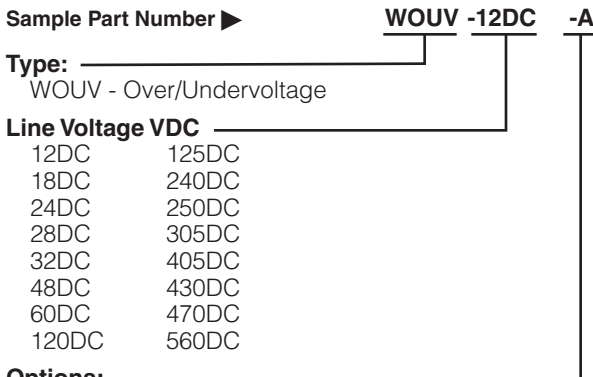 Sample Part Number ▶ WOUV -12DC -A
Type:
WOUV - Over/Undervoltage
Line Voltage VDC
12DC 125DC
18DC 240DC
24DC 250DC
28DC 305DC
32DC 405DC
48DC 430DC
60DC 470DC
120DC 560DC
Options: